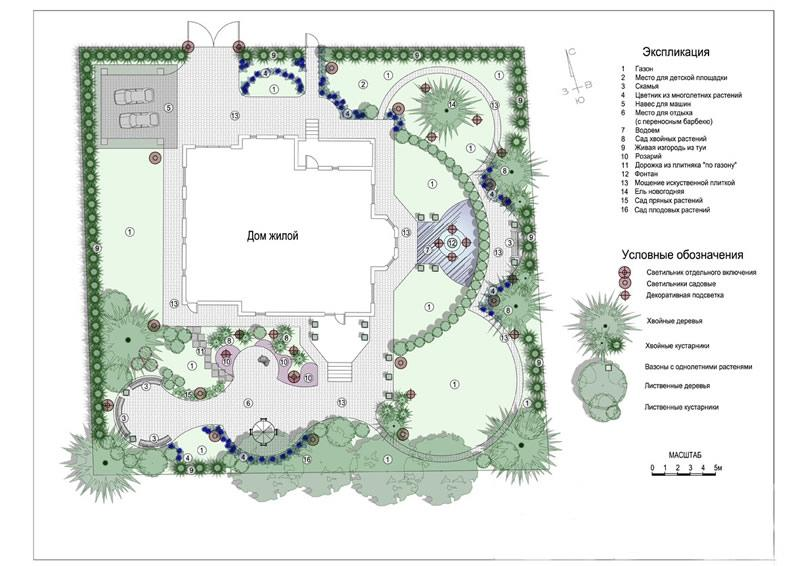 Экспликация
1 Газон
2 Место для детской площадки
3 Скамья
4 Цветник из многолетних растений
5 Навес для машин
6 Место для отдыха
(с переносным барбекю)
7 Водоем
8 Сад хвойных растений
9 Живая изгородь из туи
10 Розарий
11 Дорожка из плитняка "по газону"
12 Фонтан
13 Мощение искуственной плиткой
14 Ель новогодняя
15 Сад пряных растений
16 Сад плодовых растений
С
З В
Ю
Дом жилой
Условные обозначения
Светильник отдельного включения
Светильники садовые
Декоративная подсветка
Хвойные деревья
Хвойные кустарники
Вазоны с однолетними растениями
Лиственные деревья
Лиственные кустарники
МАСШТАБ
0 1 2 3 4 5м